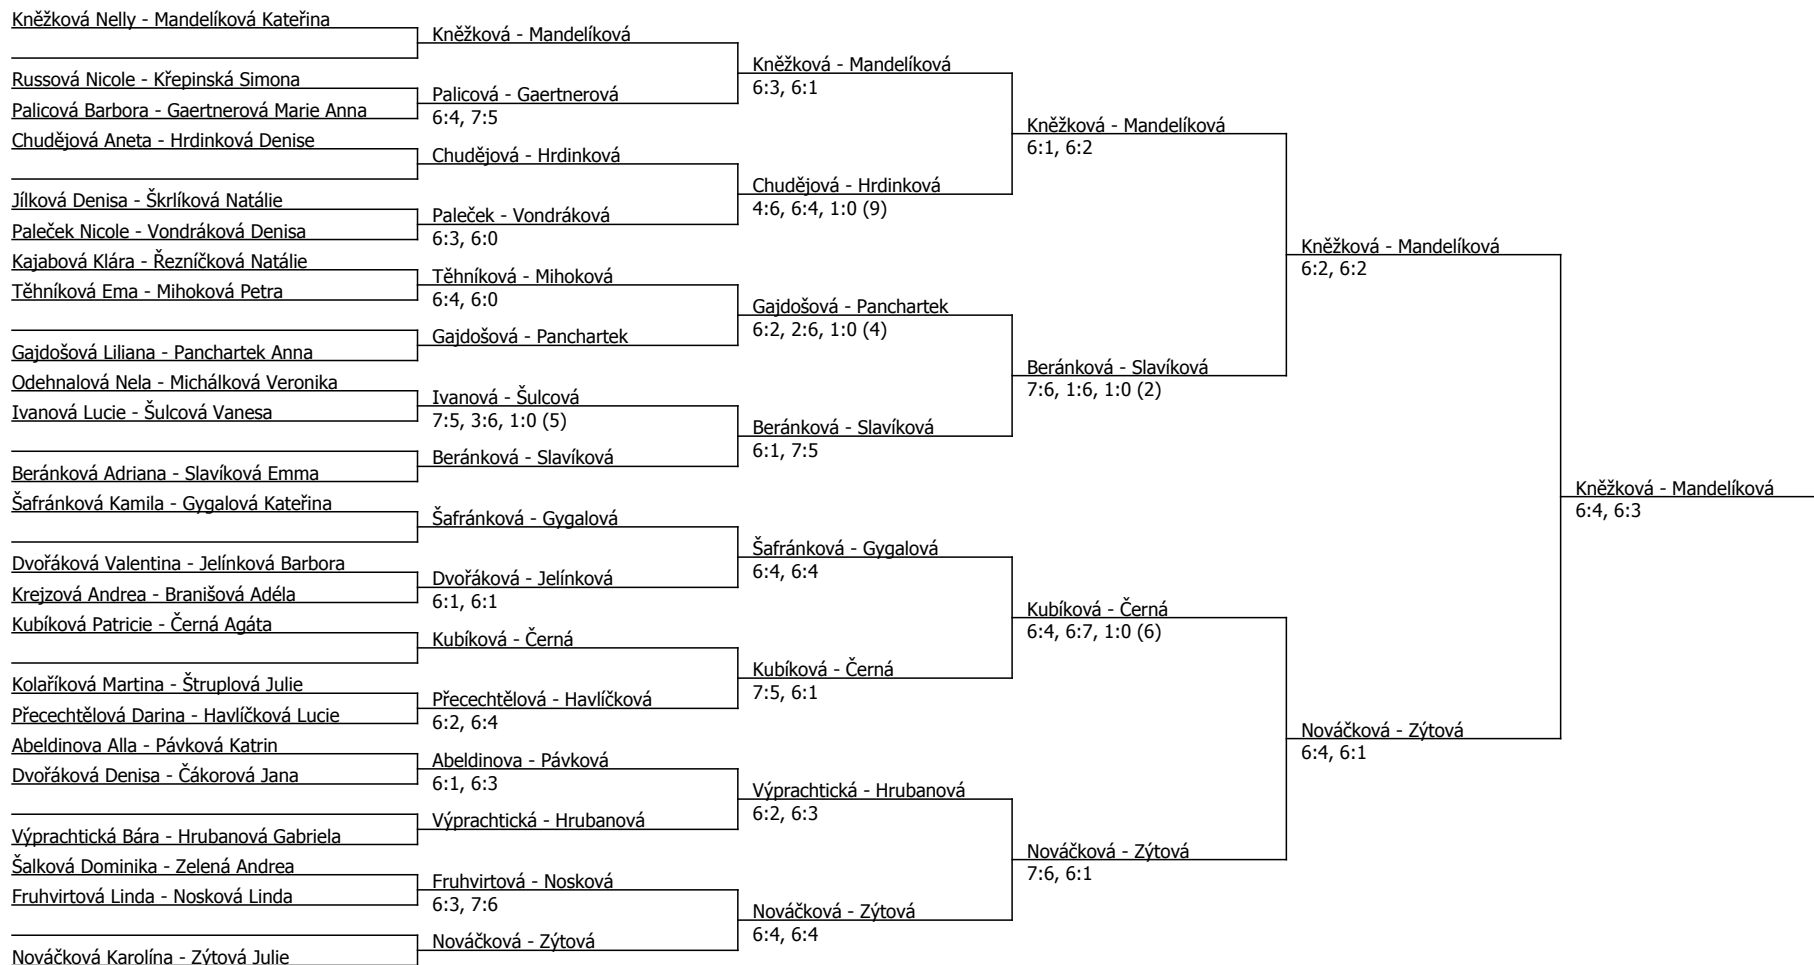 Kněžková Nelly - Mandelíková Kateřina
Russová Nicole - Křepinská Simona
Palicová Barbora - Gaertnerová Marie Anna
Chudějová Aneta - Hrdinková Denise
Jílková Denisa - Škrlíková Natálie
Paleček Nicole - Vondráková Denisa
Kajabová Klára - Řezníčková Natálie
Těhníková Ema - Mihoková Petra
Gajdošová Liliana - Panchartek Anna
Odehnalová Nela - Michálková Veronika
Ivanová Lucie - Šulcová Vanesa
Beránková Adriana - Slavíková Emma
Šafránková Kamila - Gygalová Kateřina
Dvořáková Valentina - Jelínková Barbora
Krejzová Andrea - Branišová Adéla
Kubíková Patricie - Černá Agáta
Kolaříková Martina - Štruplová Julie
Přecechtělová Darina - Havlíčková Lucie
Abeldinova Alla - Pávková Katrin
Dvořáková Denisa - Čákorová Jana
Výprachtická Bára - Hrubanová Gabriela
Šalková Dominika - Zelená Andrea
Fruhvirtová Linda - Nosková Linda
Nováčková Karolína - Zýtová Julie
Kněžková - Mandelíková
Palicová - Gaertnerová
6:4, 7:5
Chudějová - Hrdinková
Paleček - Vondráková
6:3, 6:0
Těhníková - Mihoková
6:4, 6:0
Gajdošová - Panchartek
Ivanová - Šulcová
7:5, 3:6, 1:0 (5)
Beránková - Slavíková
Šafránková - Gygalová
Dvořáková - Jelínková
6:1, 6:1
Kubíková - Černá
Přecechtělová - Havlíčková
6:2, 6:4
Abeldinova - Pávková
6:1, 6:3
Výprachtická - Hrubanová
Fruhvirtová - Nosková
6:3, 7:6
Nováčková - Zýtová
Kněžková - Mandelíková
6:3, 6:1
Chudějová - Hrdinková
4:6, 6:4, 1:0 (9)
Gajdošová - Panchartek
6:2, 2:6, 1:0 (4)
Beránková - Slavíková
6:1, 7:5
Šafránková - Gygalová
6:4, 6:4
Kubíková - Černá
7:5, 6:1
Výprachtická - Hrubanová
6:2, 6:3
Nováčková - Zýtová
6:4, 6:4
Kněžková - Mandelíková
6:1, 6:2
Beránková - Slavíková
7:6, 1:6, 1:0 (2)
Kubíková - Černá
6:4, 6:7, 1:0 (6)
Nováčková - Zýtová
7:6, 6:1
Kněžková - Mandelíková
6:2, 6:2
Nováčková - Zýtová
6:4, 6:1
Kněžková - Mandelíková
6:4, 6:3